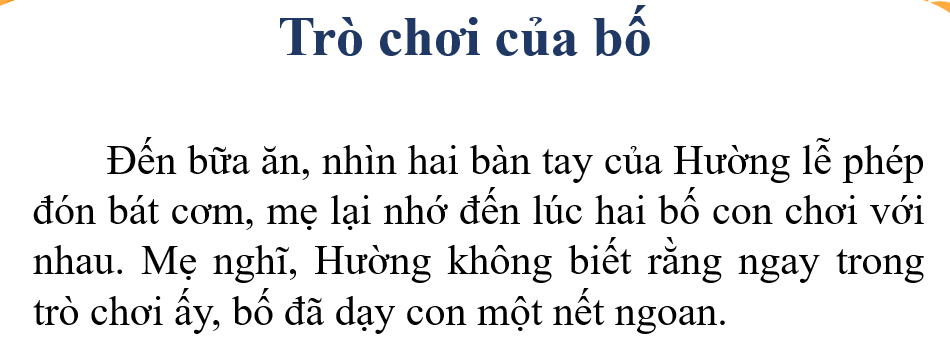 Trò chơi của bố
Đến bữa ăn, nhìn hai bàn tay của Hường lễ phép
đón bát cơm, mẹ lại nhớ đến lúc hai bố con chơi với
nhau. Mẹ nghĩ, Hường không biết rằng ngay trong
trò chơi ấy, bố đã dạy con một nết ngoan.